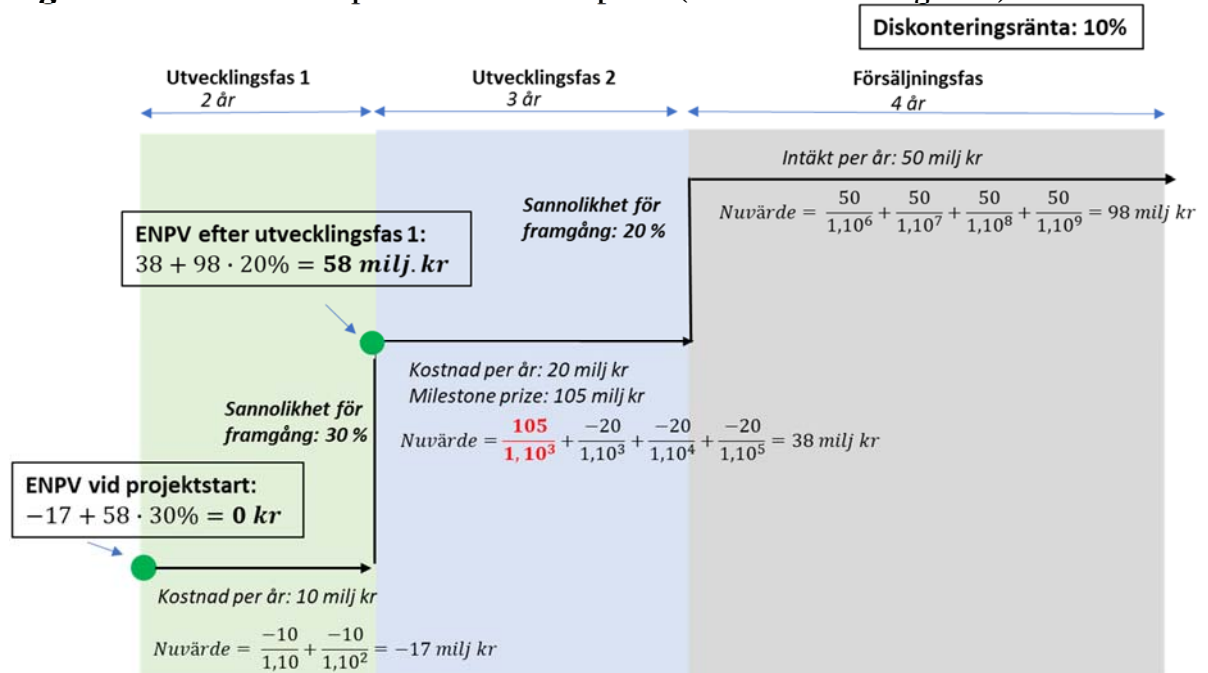 Diskonteringsränta: 10%
Utvecklingsfas 1
2 år
Utvecklingsfas 2
3 år
Försäljningsfas
4 år
Intäkt per år: 50 milj kr
Nuvärde = 50/1,10^6 + 50/1,10^7 + 50/1,10^8 + 50/1,10^9 = 98 milj kr
Sannolikhet för
framgång: 20 %
ENPV efter utvecklingsfas 1:
38 + 98 · 20% = 58 milj. kr
Kostnad per år: 20 milj kr
Milestone prize: 105 milj kr
Nuvärde = 105/1,10^3 + −20/1,10^3 + −20/1,10^4 + −20/1,10^5 = 38 milj kr
Sannolikhet för
framgång: 30 %
ENPV vid projektstart:
−17 + 58 · 30% = 0 kr
Kostnad per år: 10 milj kr
Nuvärde = −10/1,10 + −10/1,10^2 = −17 milj kr